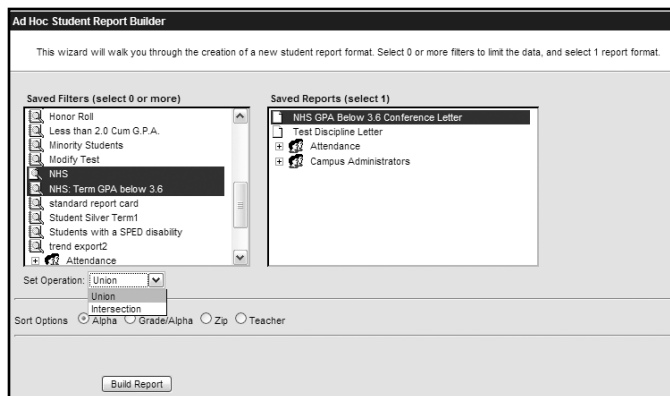 Ad Hoc Student Report Builder
This wizard will walk you through the creation of a new student report format. Select 0 or more filters to limit the data, and select 1 report format.
Saved Filters (select 0 or more)
Honor Roll
Less than 2.0 Cum G.P.A.
Minority Students
Modify Test
NHS
NHS: Term GPA below 3.6
standard report card
Student Silver Term1
Students with a SPED disability
trend export2
Attendance
Saved Reports (select 1)
NHS GPA Below 3.6 Conference Letter
Test Discipline Letter
Attendance
Campus Administrators
Set Operation: Union
Union
Intersection
Sort Options Alpha Grade/Alpha Zip Teacher
Build Report